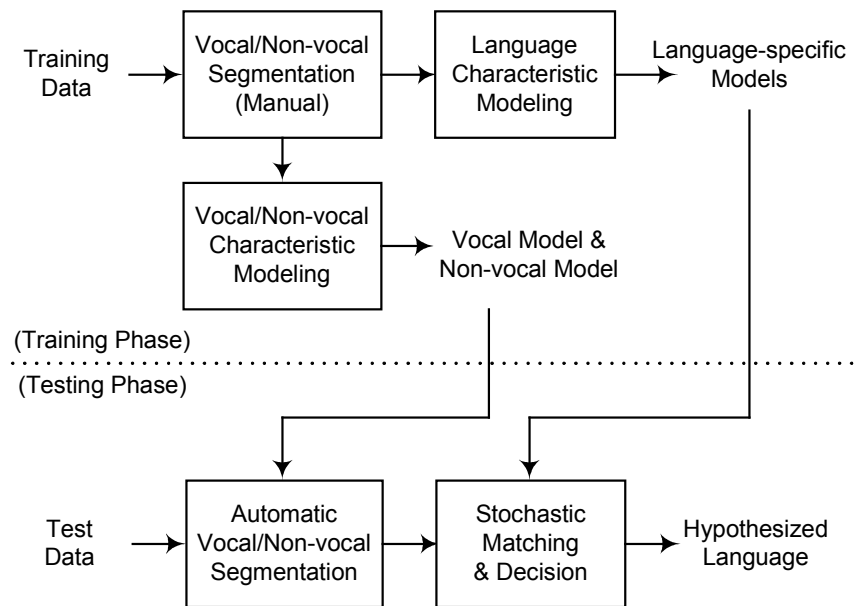 Training
Data
Vocal/Non-vocal
Segmentation
(Manual)
Language
Characteristic
Modeling
Language-specific
Models
Vocal/Non-vocal
Characteristic
Modeling
Vocal Model &
Non-vocal Model
(Training Phase)
(Testing Phase)
Test
Data
Automatic
Vocal/Non-vocal
Segmentation
Stochastic
Matching
& Decision
Hypothesized
Language